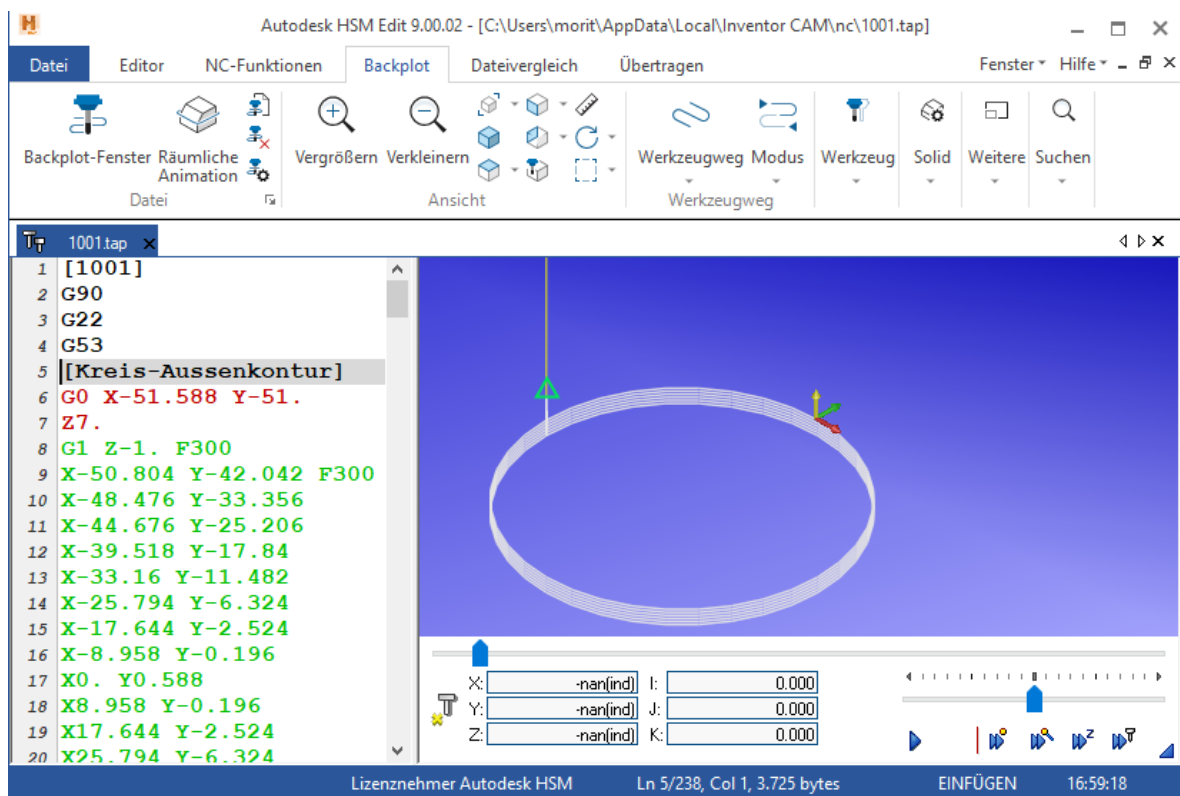 Autodesk HSM Edit 9.00.02 - [C:\Users\morit\AppData\Local\Inventor CAM\nc\1001.tap]
Datei Editor NC-Funktionen Backplot Dateivergleich Übertragen Fenster Hilfe
Backplot-Fenster Räumliche Animation Vergrößern Verkleinern Werkzeugweg Modus Werkzeug Solid Weitere Suchen
Datei Ansicht Werkzeugweg
1001.tap
1 [1001]
2 G90
3 G22
4 G53
5 [Kreis-Aussenkontur]
6 G0 X-51.588 Y-51.
7 Z7.
8 G1 Z-1. F300
9 X-50.804 Y-42.042 F300
10 X-48.476 Y-33.356
11 X-44.676 Y-25.206
12 X-39.518 Y-17.84
13 X-33.16 Y-11.482
14 X-25.794 Y-6.324
15 X-17.644 Y-2.524
16 X-8.958 Y-0.196
17 X0. Y0.588
18 X8.958 Y-0.196
19 X17.644 Y-2.524
20 X25.794 Y-6.324
X: -nan(ind) I: 0.000
Y: -nan(ind) J: 0.000
Z: -nan(ind) K: 0.000
Z
Lizenznehmer Autodesk HSM Ln 5/238, Col 1, 3.725 bytes EINFÜGEN 16:59:18